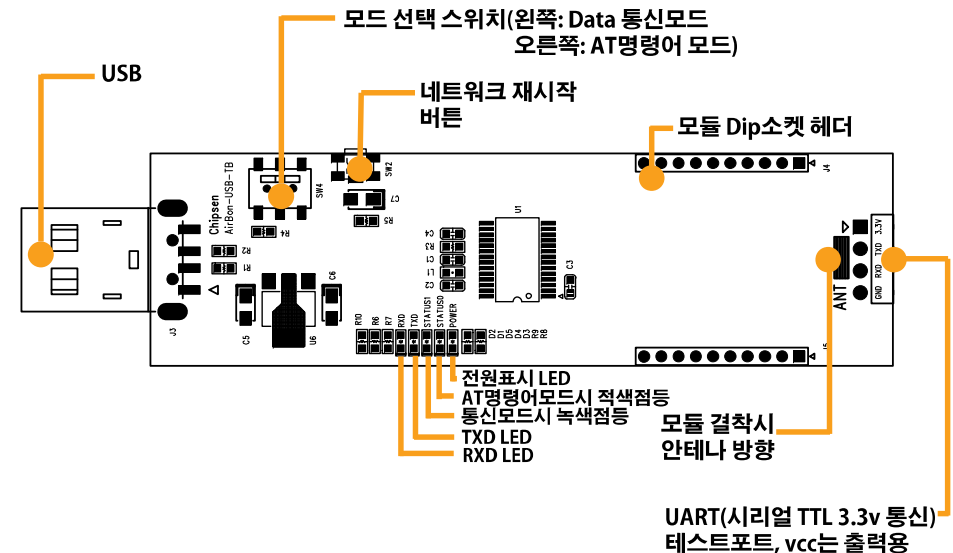 모드 선택 스위치(왼쪽: Data 통신모드
오른쪽: AT명령어 모드)
USB
네트워크 재시작
버튼
모듈 Dip소켓 헤더
SW4
SW2
J4
C7
Chipsen
AirBon-USB-TB
R5
R4
U1
C4
R3
C1
L1
C2
C3
R2
R1
3.3V
TXD
RXD
GND
ANT
J3
C5
C6
U6
R10
R6
R7
RXD
TXD
STATUS1
STATUS0
POWER
D2
D1
D5
D4
D3
R9
R8
J5
전원표시 LED
AT명령어모드시 적색점등
통신모드시 녹색점등
TXD LED
RXD LED
모듈 결착시
안테나 방향
UART(시리얼 TTL 3.3v 통신)
테스트포트, vcc는 출력용